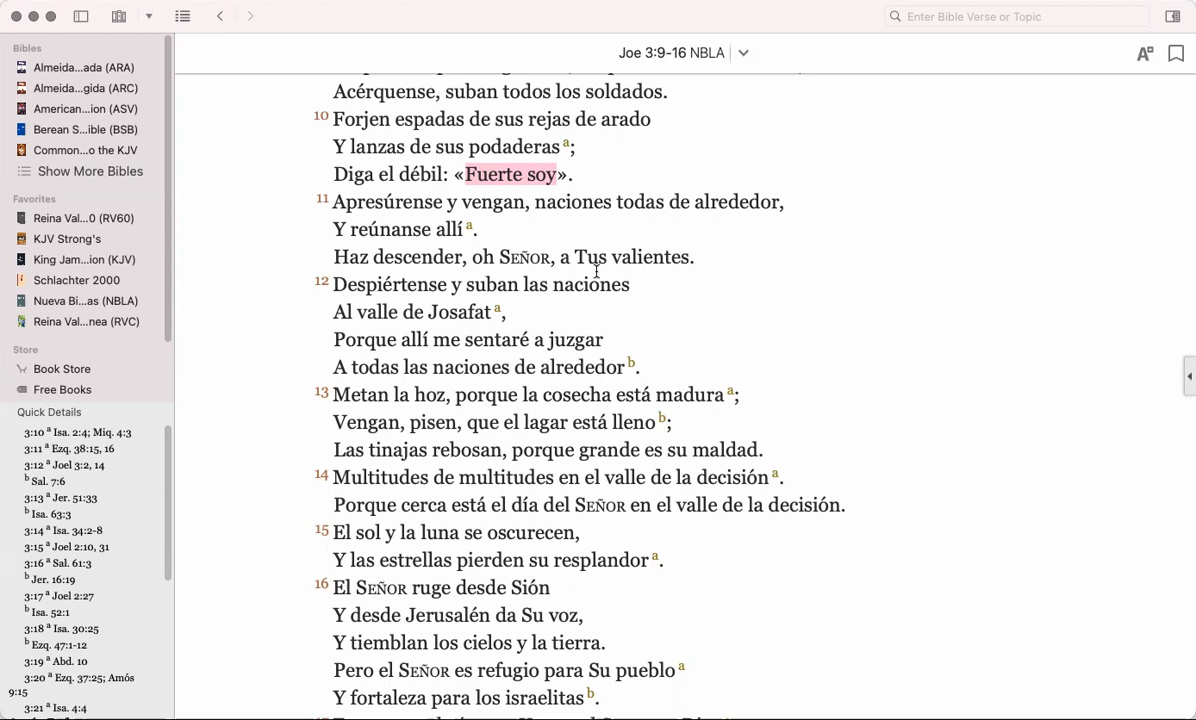 Enter Bible Verse or Topic
Bibles
Almeida...ada (ARA)
Almeida...gida (ARC)
American...ion (ASV)
Berean S...ible (BSB)
Common...o the KJV
Show More Bibles
Favorites
Reina Val...0 (RV60)
KJV Strong's
King Jam...ion (KJV)
Schlachter 2000
Nueva Bi...as (NBLA)
Reina Val...nea (RVC)
Store
Book Store
Free Books
Quick Details
3:10 a Isa. 2:4; Miq. 4:3
3:11 a Ezq. 38:15, 16
3:12 a Joel 3:2, 14
b Sal. 7:6
3:13 a Jer. 51:33
b Isa. 63:3
3:14 a Isa. 34:2-8
3:15 a Joel 2:10, 31
3:16 a Sal. 61:3
b Jer. 16:19
3:17 a Joel 2:27
b Isa. 52:1
3:18 a Isa. 30:25
b Ezq. 47:1-12
3:19 a Abd. 10
3:20 a Ezq. 37:25; Amós
9:15
3:21 a Isa. 4:4
Joe 3:9-16 NBLA
Acérquense, suban todos los soldados.
10 Forjen espadas de sus rejas de arado
Y lanzas de sus podaderas a;
Diga el débil: «Fuerte soy».
11 Apresúrense y vengan, naciones todas de alrededor,
Y reúnanse allí a.
Haz descender, oh SEÑOR, a Tus valientes.
12 Despiértense y suban las naciones
Al valle de Josafat a,
Porque allí me sentaré a juzgar
A todas las naciones de alrededor b.
13 Metan la hoz, porque la cosecha está madura a;
Vengan, pisen, que el lagar está lleno b;
Las tinajas rebosan, porque grande es su maldad.
14 Multitudes de multitudes en el valle de la decisión a.
Porque cerca está el día del SEÑOR en el valle de la decisión.
15 El sol y la luna se oscurecen,
Y las estrellas pierden su resplandor a.
16 El SEÑOR ruge desde Sión
Y desde Jerusalén da Su voz,
Y tiemblan los cielos y la tierra.
Pero el SEÑOR es refugio para Su pueblo a
Y fortaleza para los israelitas b.